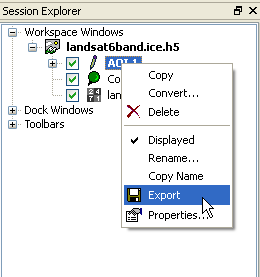 Session Explorer
Workspace Windows
landsat6band.ice.h5
AOI 1
Co
lan
Dock Windows
Toolbars
Copy
Convert...
Delete
Displayed
Rename...
Copy Name
Export
Properties...